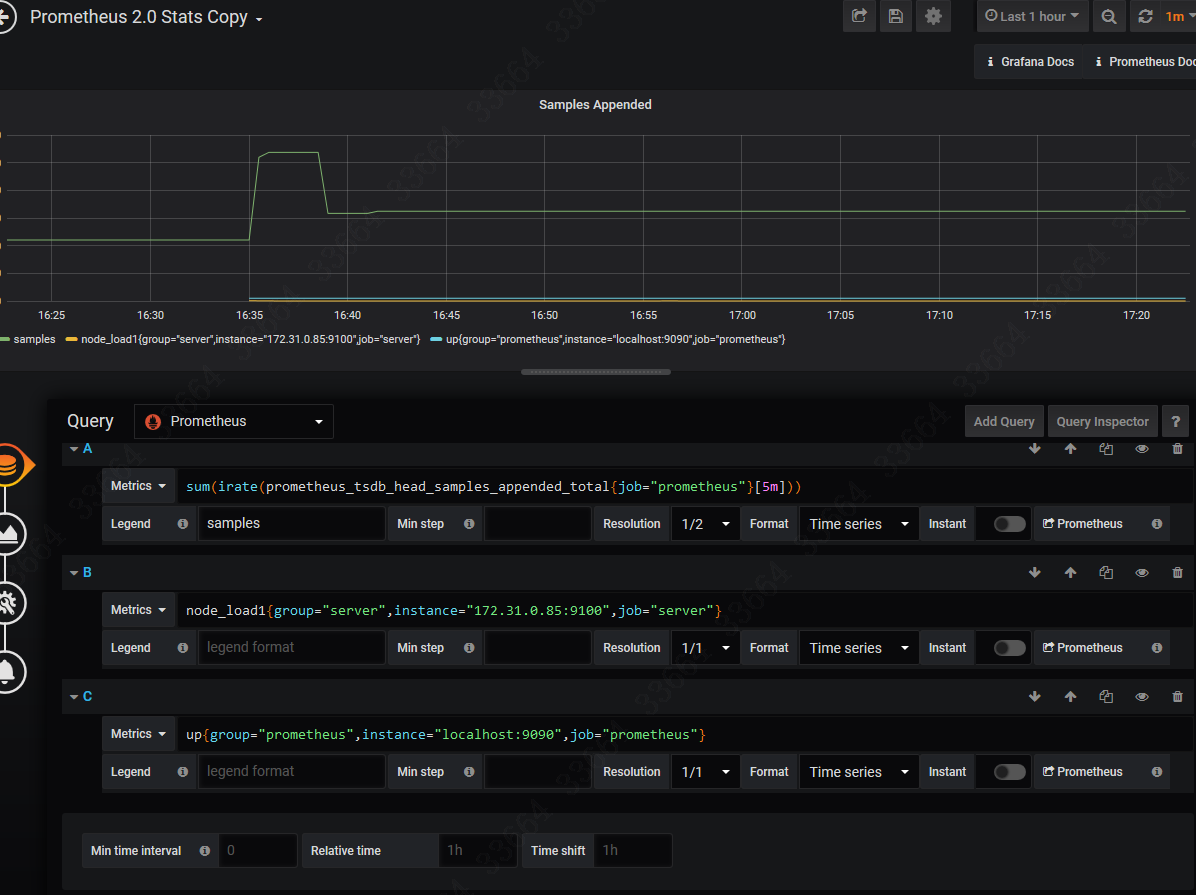 Prometheus 2.0 Stats Copy
Last 1 hour
1m
Grafana Docs
Prometheus Doc
Samples Appended
16:25 16:30 16:35 16:40 16:45 16:50 16:55 17:00 17:05 17:10 17:15 17:20
samples node_load1{group="server",instance="172.31.0.85:9100",job="server"} up{group="prometheus",instance="localhost:9090",job="prometheus"}
Query Prometheus Add Query Query Inspector ?
A
Metrics sum(irate(prometheus_tsdb_head_samples_appended_total{job="prometheus"}[5m]))
Legend samples Min step Resolution 1/2 Format Time series Instant Prometheus
B
Metrics node_load1{group="server",instance="172.31.0.85:9100",job="server"}
Legend legend format Min step Resolution 1/1 Format Time series Instant Prometheus
C
Metrics up{group="prometheus",instance="localhost:9090",job="prometheus"}
Legend legend format Min step Resolution 1/1 Format Time series Instant Prometheus
Min time interval 0 Relative time 1h Time shift 1h